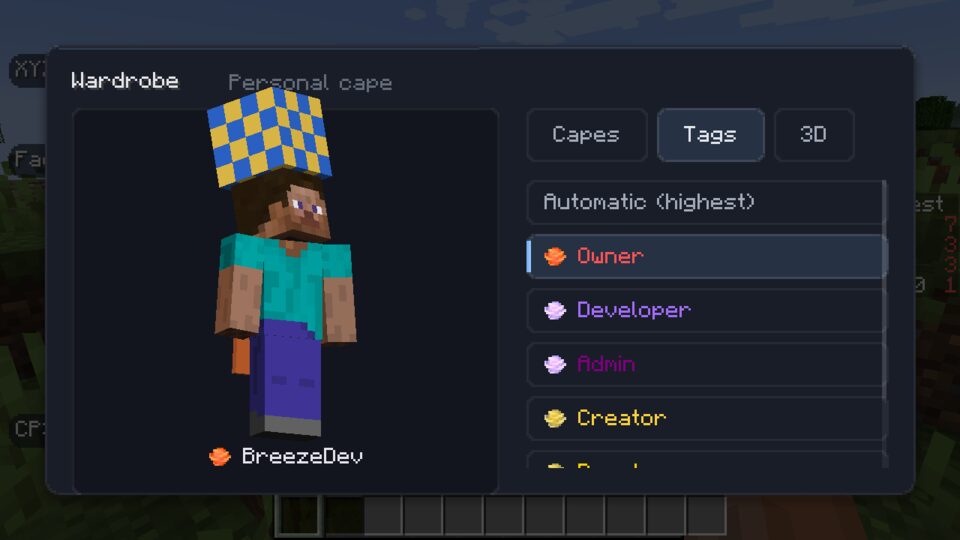 Wardrobe
Personal cape
Capes
Tags
3D
Automatic (highest)
Owner
Developer
Admin
Creator
BreezeDev